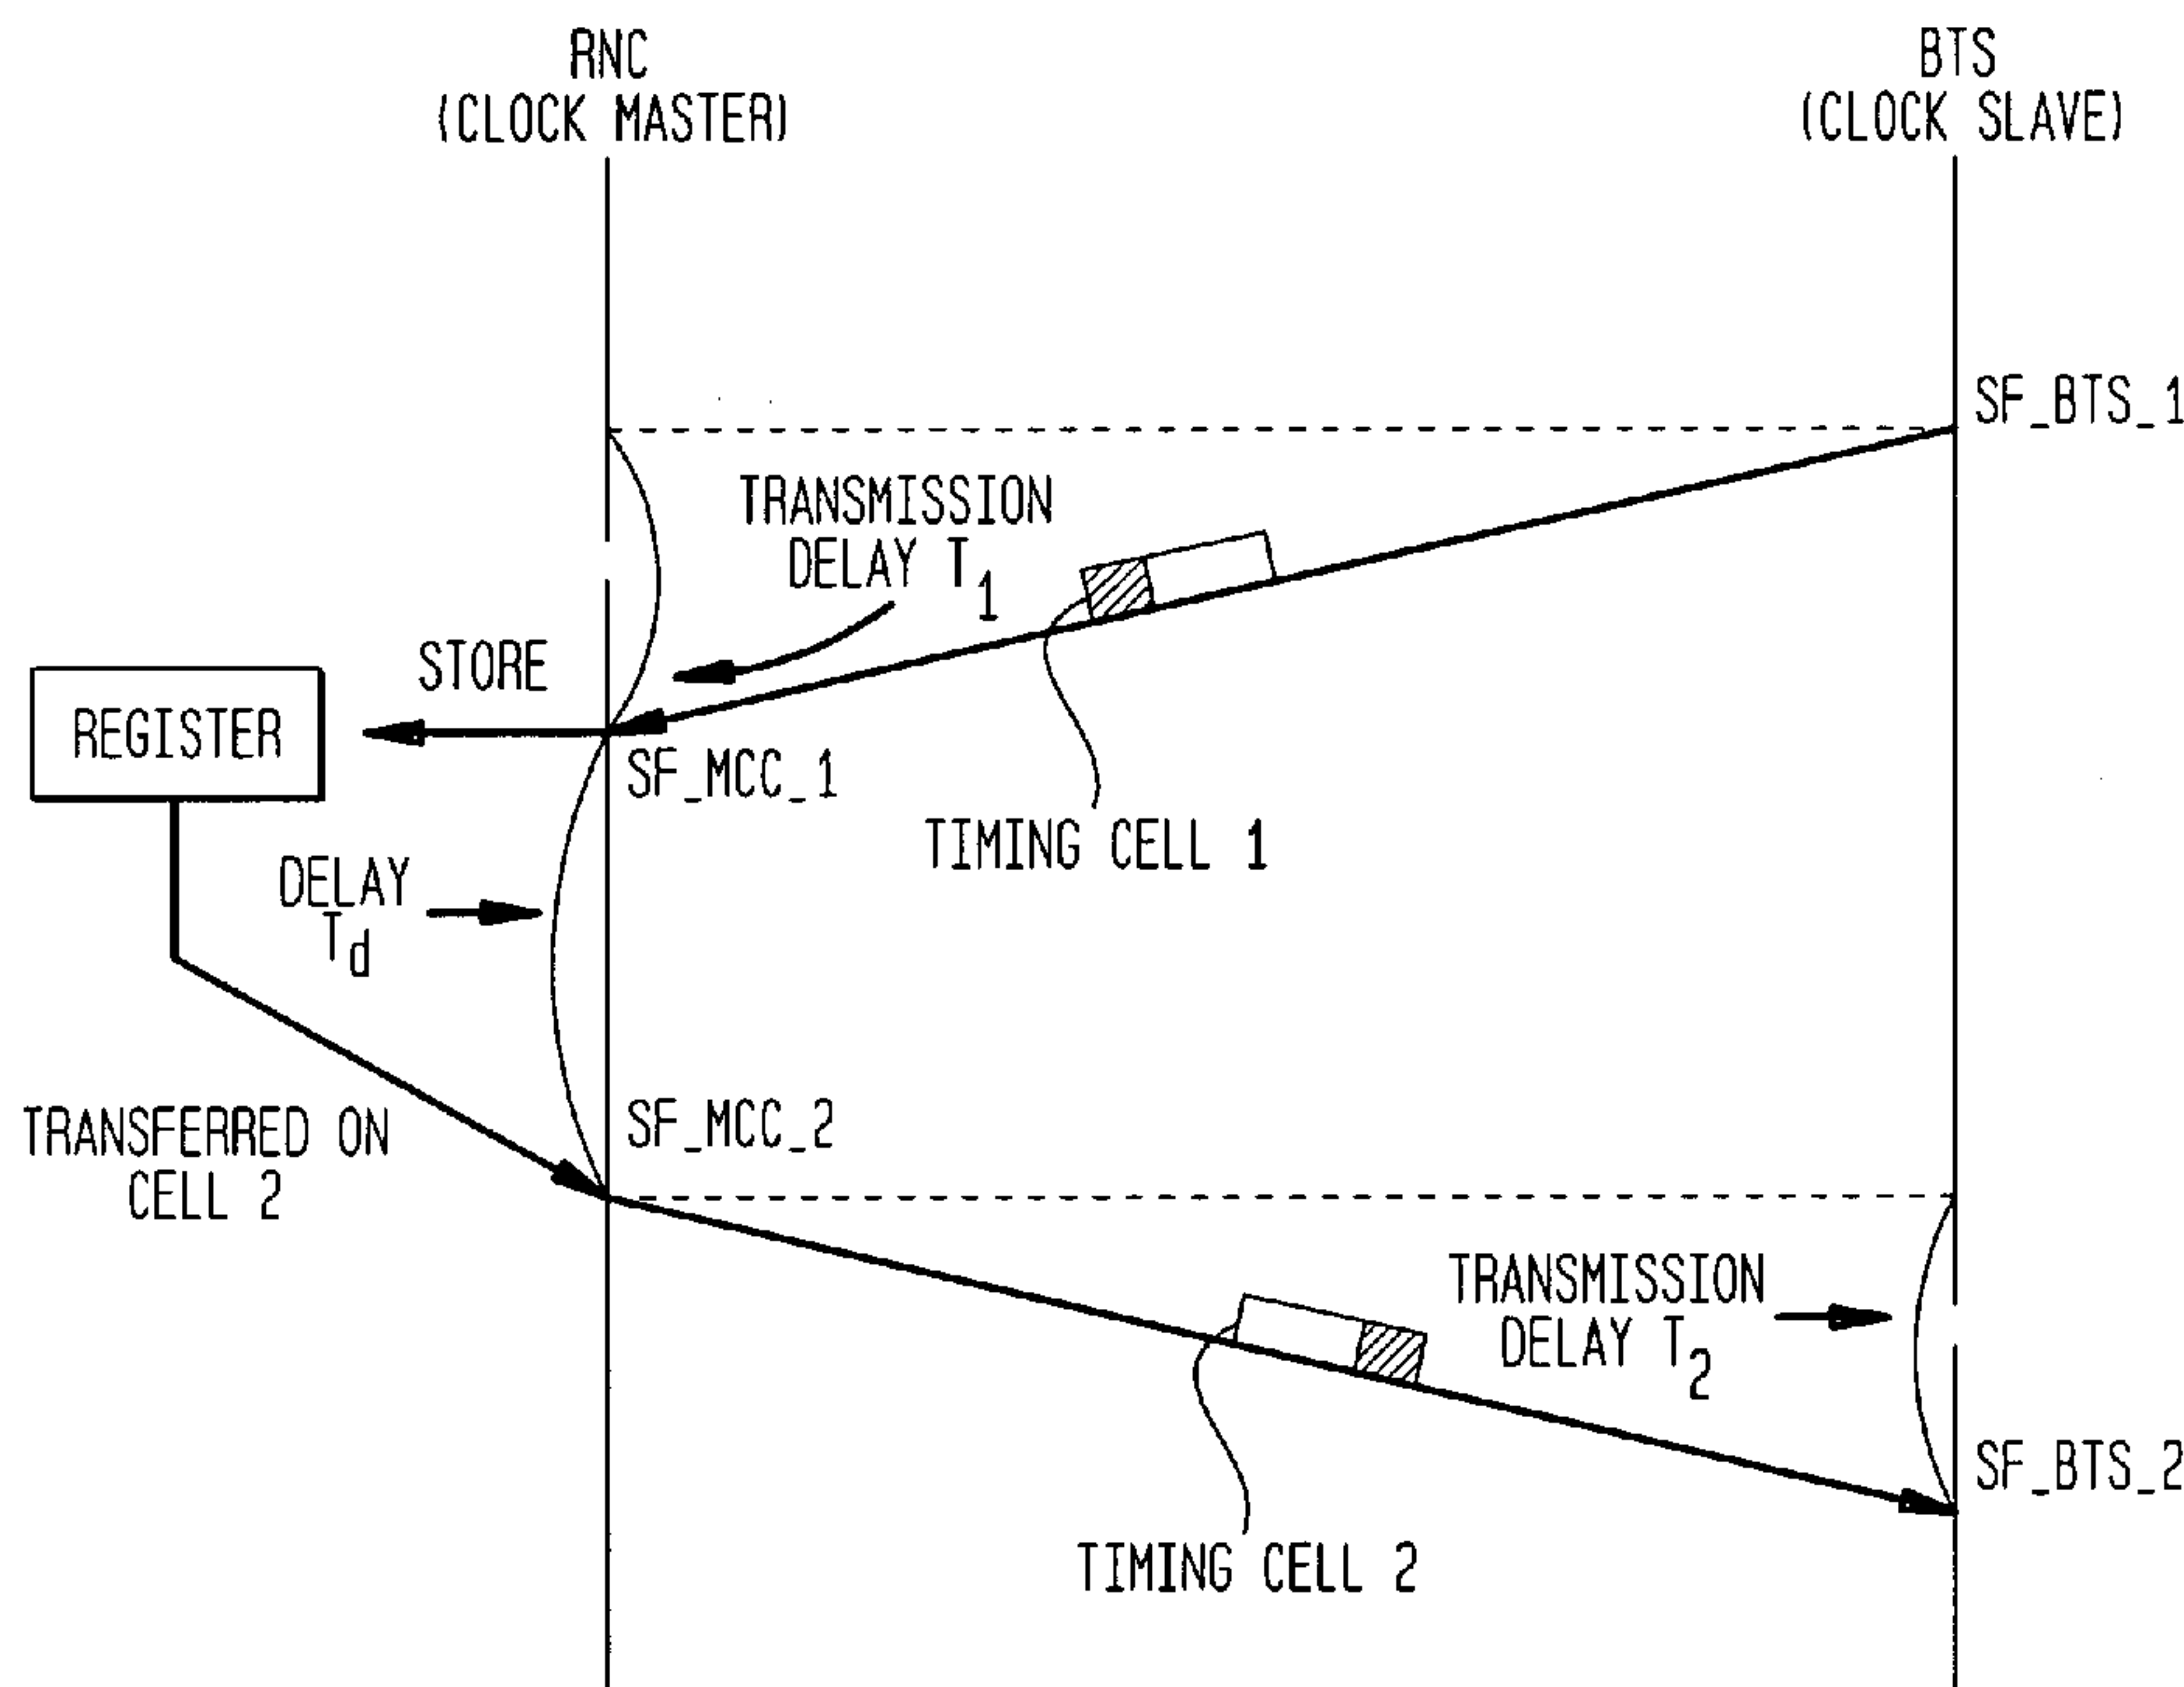 RNC
(CLOCK MASTER)
BTS
(CLOCK SLAVE)
SF_BTS_1
TRANSMISSION
DELAY T1
STORE
REGISTER
SF_MCC_1
TIMING CELL 1
DELAY
Td
SF_MCC_2
TRANSFERRED ON
CELL 2
TRANSMISSION
DELAY T2
SF_BTS_2
TIMING CELL 2